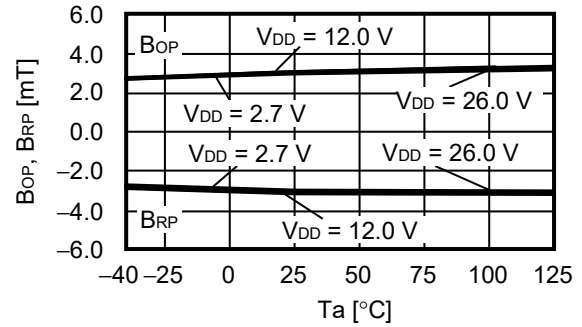 BOP, BRP [mT]
6.0
4.0
2.0
0.0
−2.0
−4.0
−6.0
BOP
VDD = 12.0 V
VDD = 2.7 V
VDD = 26.0 V
VDD = 2.7 V
VDD = 26.0 V
BRP
VDD = 12.0 V
−40 −25 0 25 50 75 100 125
Ta [°C]